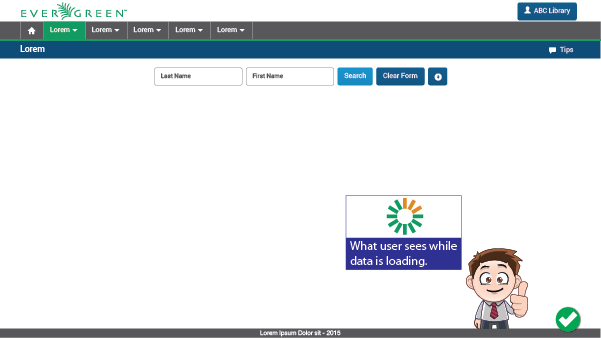 EVERGREEN
ABC Library
Lorem Lorem Lorem Lorem Lorem
Lorem
Tips
Last Name First Name Search Clear Form
What user sees while
data is loading.
Lorem Ipsum Color sit - 2015